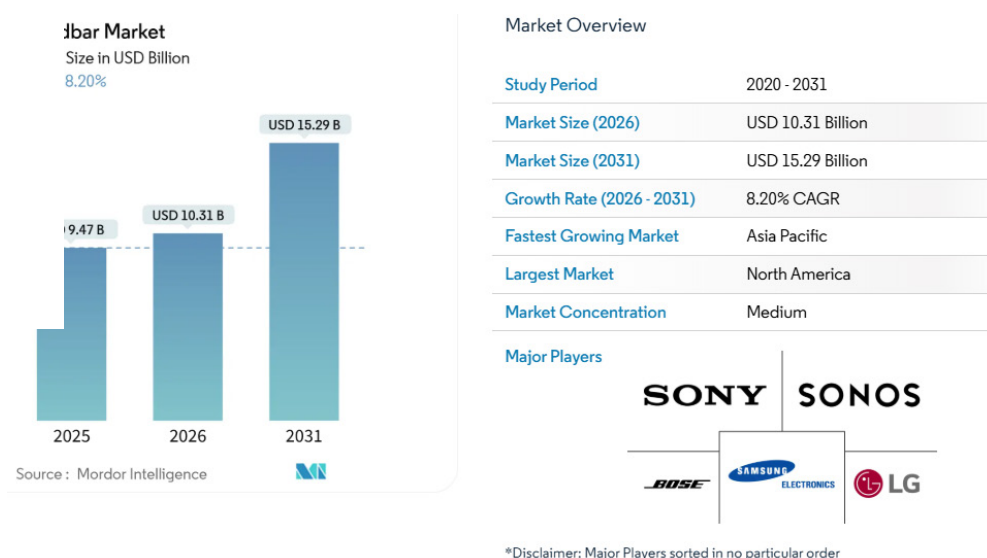 dbar Market
Size in USD Billion
8.20%
USD 15.29 B
USD 10.31 B
9.47 B
2025 2026 2031
Source : Mordor Intelligence
Market Overview
Study Period 2020 - 2031
Market Size (2026) USD 10.31 Billion
Market Size (2031) USD 15.29 Billion
Growth Rate (2026 - 2031) 8.20% CAGR
Fastest Growing Market Asia Pacific
Largest Market North America
Market Concentration Medium
Major Players
SONY SONOS
BOSE SAMSUNG ELECTRONICS LG
*Disclaimer: Major Players sorted in no particular order